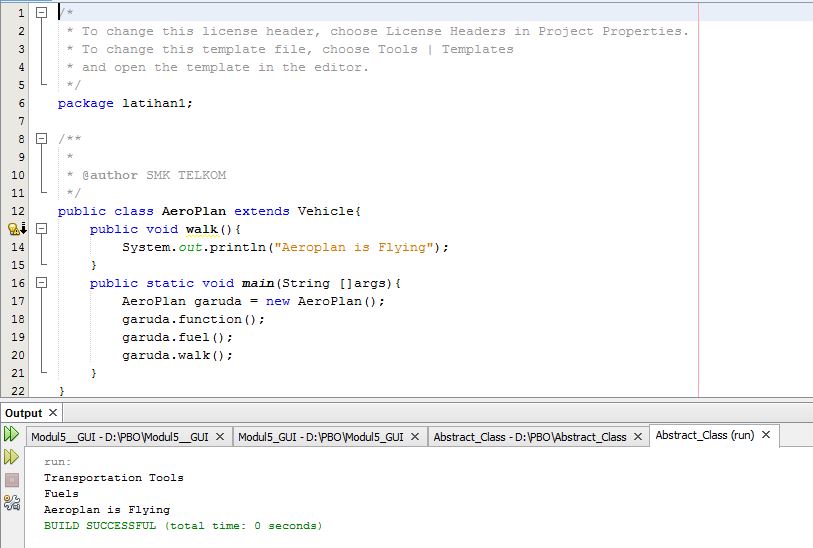 1 /*
2 * To change this license header, choose License Headers in Project Properties.
3 * To change this template file, choose Tools | Templates
4 * and open the template in the editor.
5 */
6 package latihan1;
7
8 /**
9 *
10 * @author SMK TELKOM
11 */
12 public class AeroPlan extends Vehicle{
public void walk(){
14 System.out.println("Aeroplan is Flying");
15 }
16 public static void main(String []args){
17 AeroPlan garuda = new AeroPlan();
18 garuda.function();
19 garuda.fuel();
20 garuda.walk();
21 }
22 }
Output ×
Modul5__GUI - D:\PBO\Modul5__GUI × Modul5_GUI - D:\PBO\Modul5_GUI × Abstract_Class - D:\PBO\Abstract_Class × Abstract_Class (run) ×
run:
Transportation Tools
Fuels
Aeroplan is Flying
BUILD SUCCESSFUL (total time: 0 seconds)